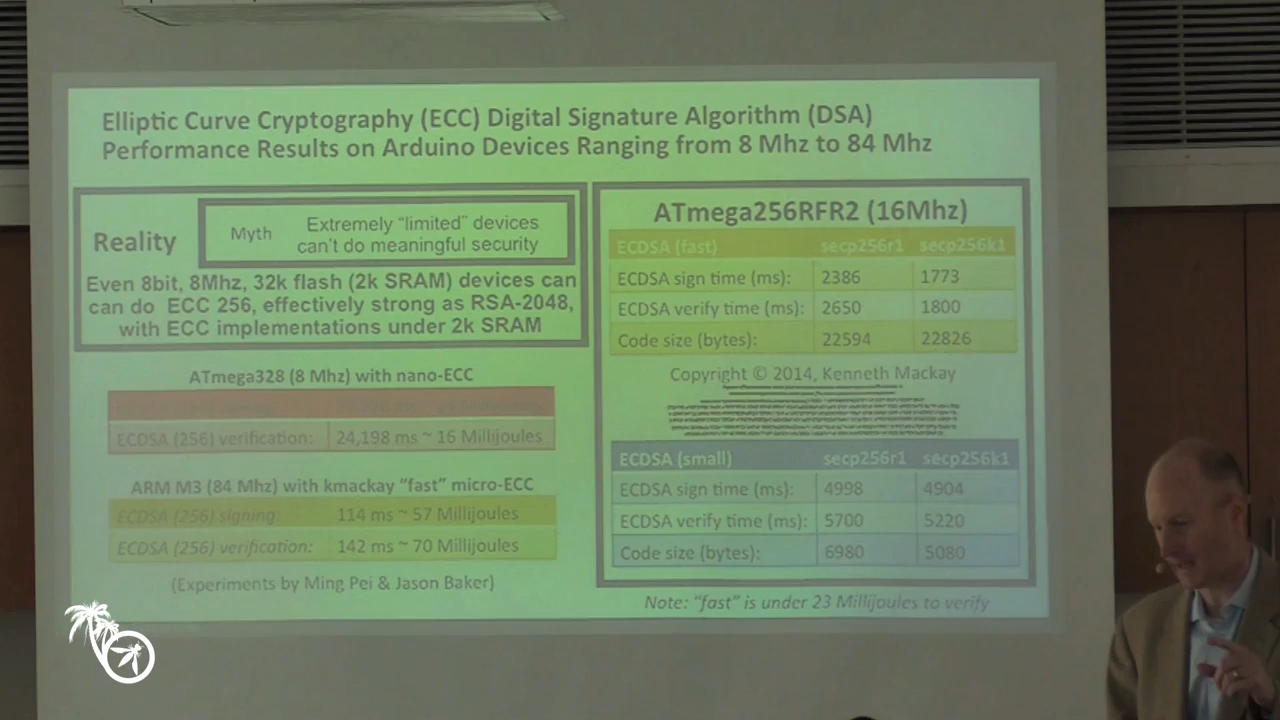 Elliptic Curve Cryptography (ECC) Digital Signature Algorithm (DSA)
Performance Results on Arduino Devices Ranging from 8 Mhz to 84 Mhz
Reality
Myth
Extremely “limited” devices
can’t do meaningful security
Even 8bit, 8Mhz, 32k flash (2k SRAM) devices can
can do ECC 256, effectively strong as RSA-2048,
with ECC implementations under 2k SRAM
ATmega328 (8 Mhz) with nano-ECC
ECDSA (256) verification: 24,198 ms ~ 16 Millijoules
ARM M3 (84 Mhz) with kmackay “fast” micro-ECC
ECDSA (256) signing: 114 ms ~ 57 Millijoules
ECDSA (256) verification: 142 ms ~ 70 Millijoules
(Experiments by Ming Pei & Jason Baker)
ATmega256RFR2 (16Mhz)
ECDSA (fast) secp256r1 secp256k1
ECDSA sign time (ms): 2386 1773
ECDSA verify time (ms): 2650 1800
Code size (bytes): 22594 22826
Copyright © 2014, Kenneth Mackay
ECDSA (small) secp256r1 secp256k1
ECDSA sign time (ms): 4998 4904
ECDSA verify time (ms): 5700 5220
Code size (bytes): 6980 5080
Note: “fast” is under 23 Millijoules to verify